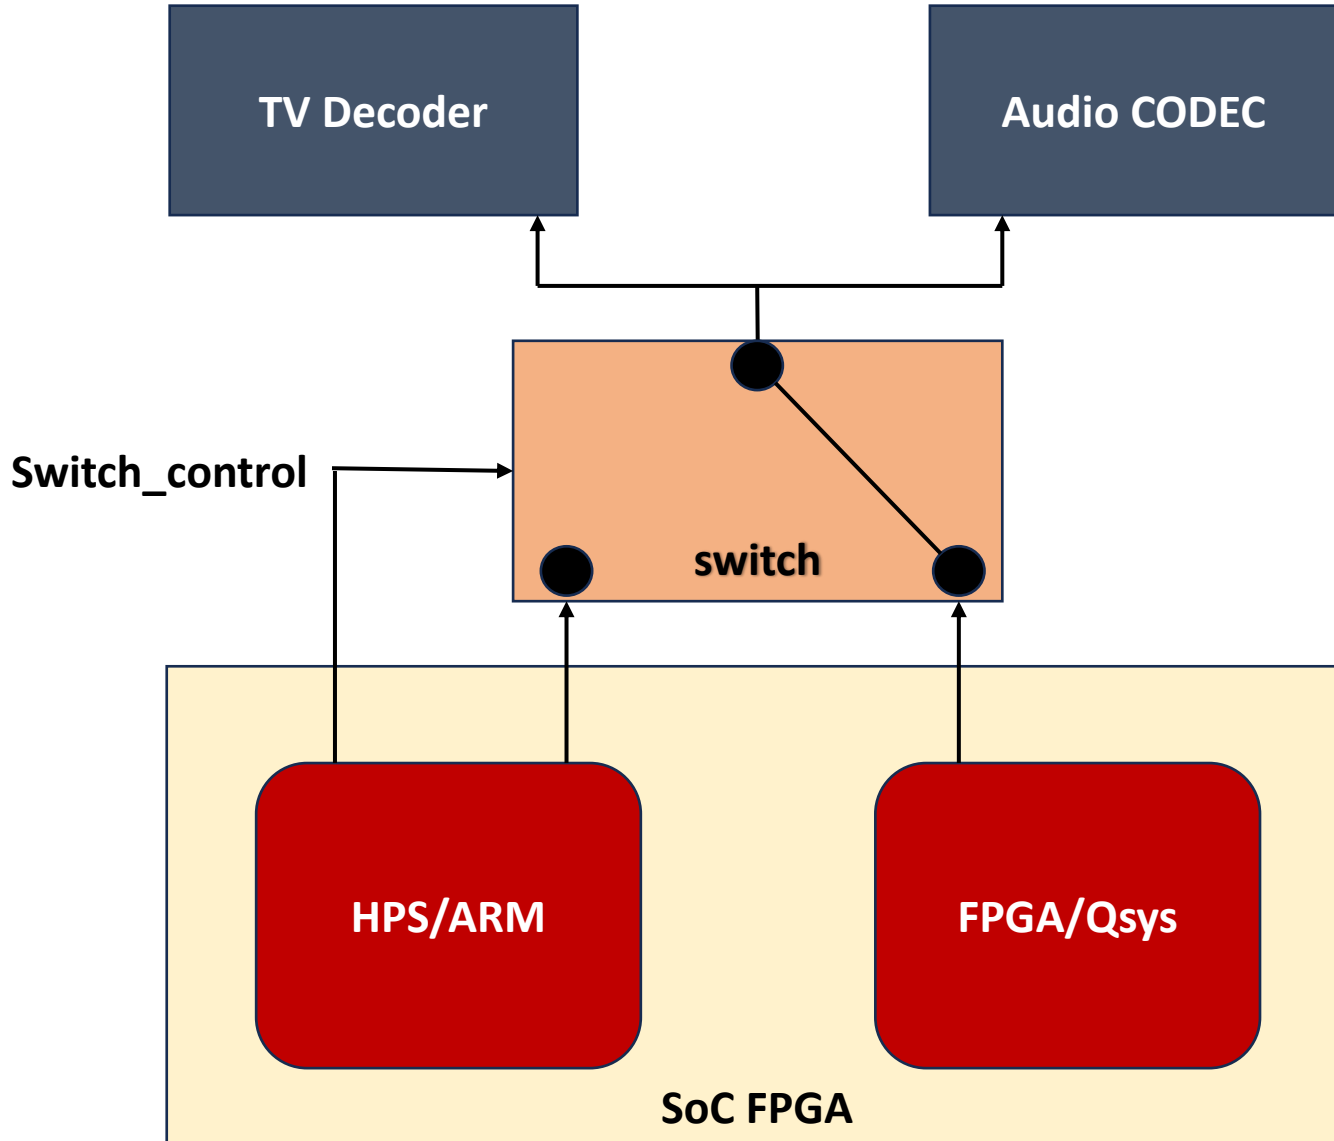 TV Decoder
Audio CODEC
Switch_control
switch
HPS/ARM
FPGA/Qsys
SoC FPGA